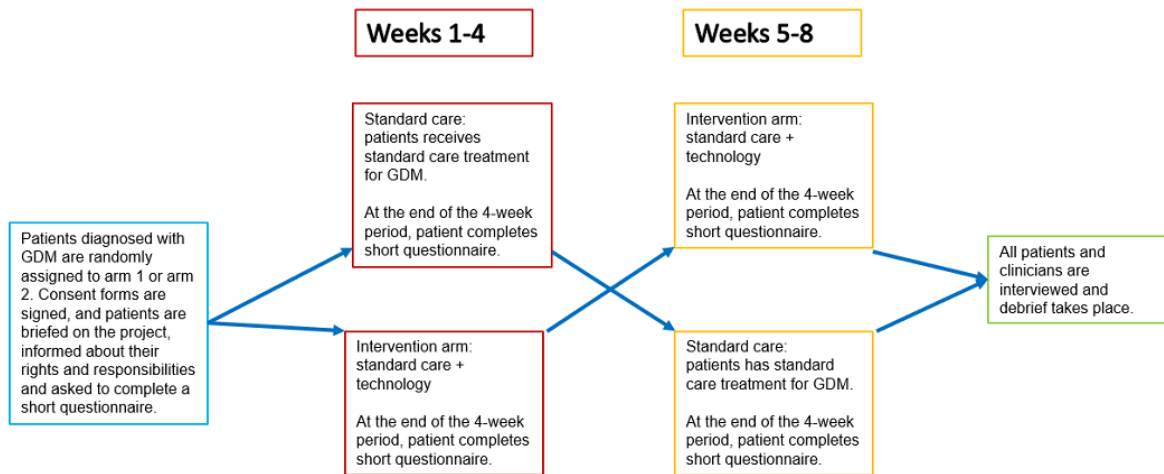 Weeks 1-4
Weeks 5-8
Patients diagnosed with
GDM are randomly
assigned to arm 1 or arm
2. Consent forms are
signed, and patients are
briefed on the project,
informed about their
rights and responsibilities
and asked to complete a
short questionnaire.
Standard care:
patients receives
standard care treatment
for GDM.
At the end of the 4-week
period, patient completes
short questionnaire.
Intervention arm:
standard care +
technology
At the end of the 4-week
period, patient completes
short questionnaire.
Intervention arm:
standard care +
technology
At the end of the 4-week
period, patient completes
short questionnaire.
Standard care:
patients has standard
care treatment for GDM.
At the end of the 4-week
period, patient completes
short questionnaire.
All patients and
clinicians are
interviewed and
debrief takes place.